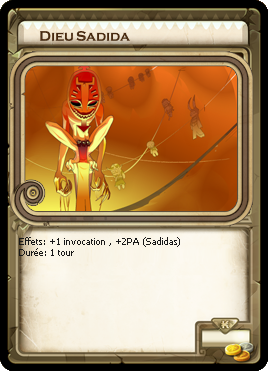 Dieu Sadida
Effets: +1 invocation , +2PA (Sadidas)
Durée: 1 tour
K